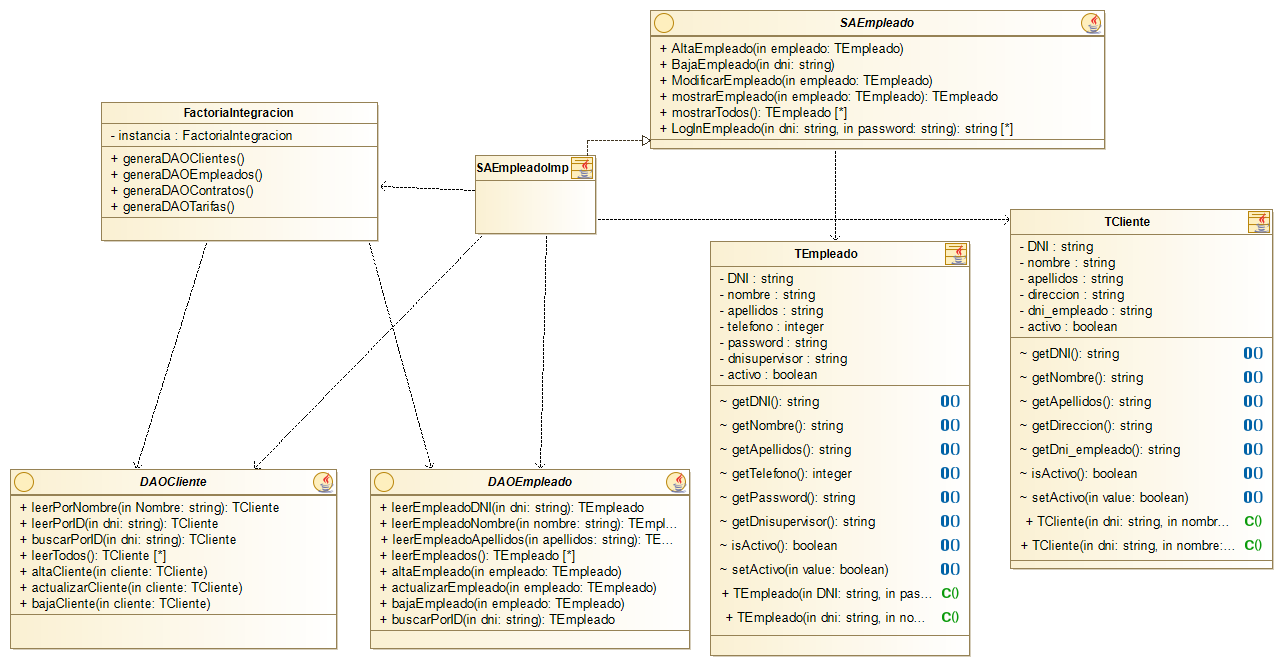 SAEmpleado
+ AltaEmpleado(in empleado: TEmpleado)
+ BajaEmpleado(in dni: string)
+ ModificarEmpleado(in empleado: TEmpleado)
+ mostrarEmpleado(in empleado: TEmpleado): TEmpleado
+ mostrarTodos(): TEmpleado [*]
+ LogInEmpleado(in dni: string, in password: string): string [*]
FactoriaIntegracion
- instancia : FactoriaIntegracion
+ generaDAOClientes()
+ generaDAOEmpleados()
+ generaDAOContratos()
+ generaDAOTarifas()
SAEmpleadoImp
TCliente
- DNI : string
- nombre : string
- apellidos : string
- direccion : string
- dni_empleado : string
- activo : boolean
~ getDNI(): string
~ getNombre(): string
~ getApellidos(): string
~ getDireccion(): string
~ getDni_empleado(): string
~ isActivo(): boolean
~ setActivo(in value: boolean)
+ TCliente(in dni: string, in nombr... C()
+ TCliente(in dni: string, in nombre:... C()
TEmpleado
- DNI : string
- nombre : string
- apellidos : string
- telefono : integer
- password : string
- dnisupervisor : string
- activo : boolean
~ getDNI(): string
~ getNombre(): string
~ getApellidos(): string
~ getTelefono(): integer
~ getPassword(): string
~ getDnisupervisor(): string
~ isActivo(): boolean
~ setActivo(in value: boolean)
+ TEmpleado(in DNI: string, in pas... C()
+ TEmpleado(in dni: string, in no... C()
DAOCliente
+ leerPorNombre(in Nombre: string): TCliente
+ leerPorID(in dni: string): TCliente
+ buscarPorID(in dni: string): TCliente
+ leerTodos(): TCliente [*]
+ altaCliente(in cliente: TCliente)
+ actualizarCliente(in cliente: TCliente)
+ bajaCliente(in cliente: TCliente)
DAOEmpleado
+ leerEmpleadoDNI(in dni: string): TEmpleado
+ leerEmpleadoNombre(in nombre: string): TEmpl...
+ leerEmpleadoApellidos(in apellidos: string): TE...
+ leerEmpleados(): TEmpleado [*]
+ altaEmpleado(in empleado: TEmpleado)
+ actualizarEmpleado(in empleado: TEmpleado)
+ bajaEmpleado(in empleado: TEmpleado)
+ buscarPorID(in dni: string): TEmpleado